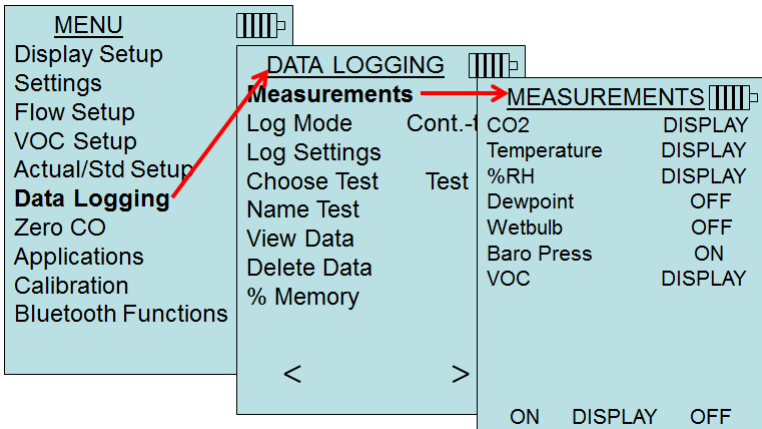 MENU
Display Setup
Settings
Flow Setup
VOC Setup
Actual/Std Setup
Data Logging
Zero CO
Applications
Calibration
Bluetooth Functions
DATA LOGGING
Measurements
Log Mode Cont.-t
Log Settings
Choose Test Test
Name Test
View Data
Delete Data
% Memory
< >
MEASUREMENTS
CO2 DISPLAY
Temperature DISPLAY
%RH DISPLAY
Dewpoint OFF
Wetbulb OFF
Baro Press ON
VOC DISPLAY
ON DISPLAY OFF